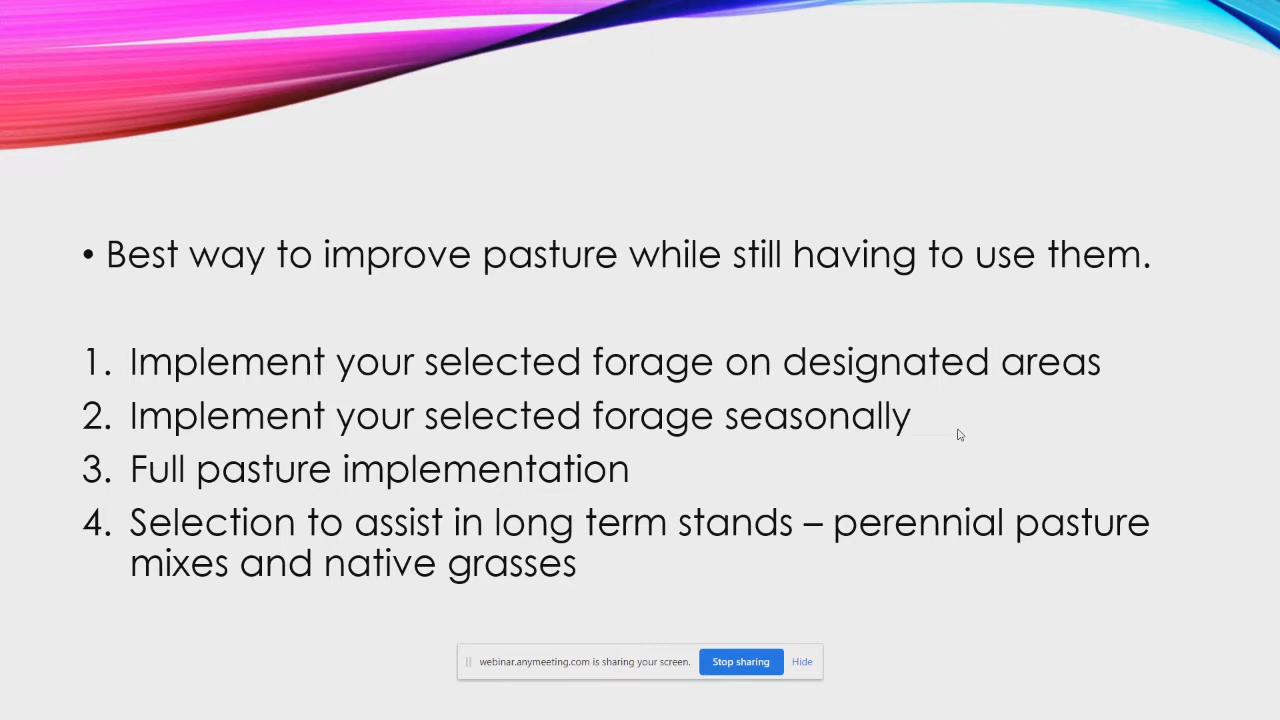 • Best way to improve pasture while still having to use them.
1. Implement your selected forage on designated areas
2. Implement your selected forage seasonally
3. Full pasture implementation
4. Selection to assist in long term stands – perennial pasture
mixes and native grasses
webinar.anymeeting.com is sharing your screen. Stop sharing Hide